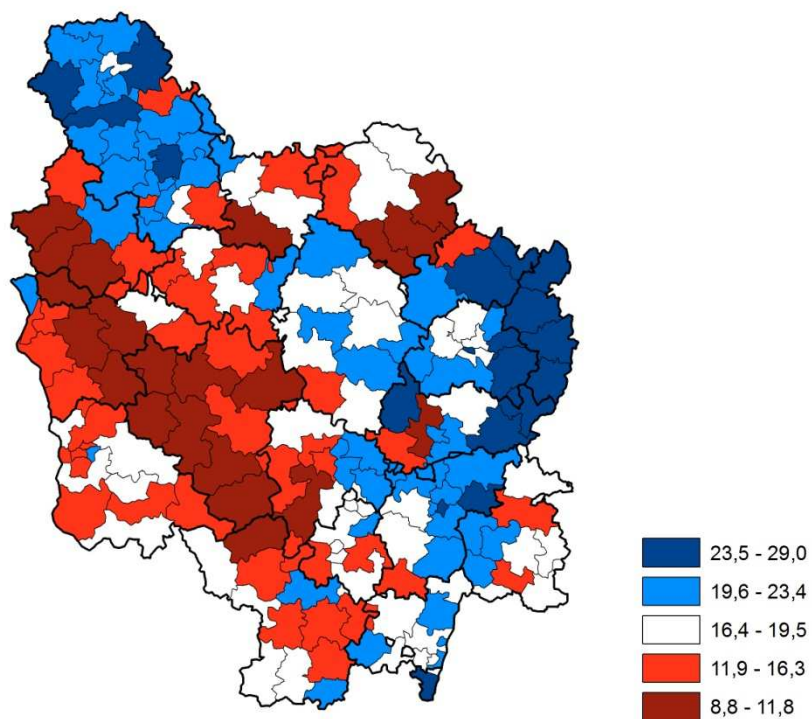 23,5 - 29,0
19,6 - 23,4
16,4 - 19,5
11,9 - 16,3
8,8 - 11,8